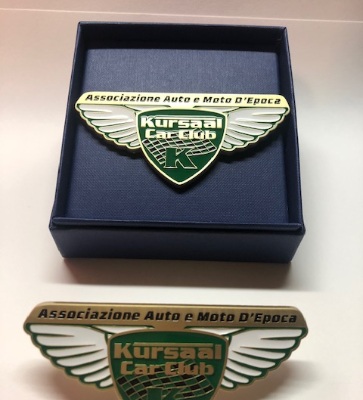 Associazione Auto e Moto D'Epoca
Kursaal
Car Club
K
Associazione Auto e Moto D'Epoca
Kursaal
Car Club
K